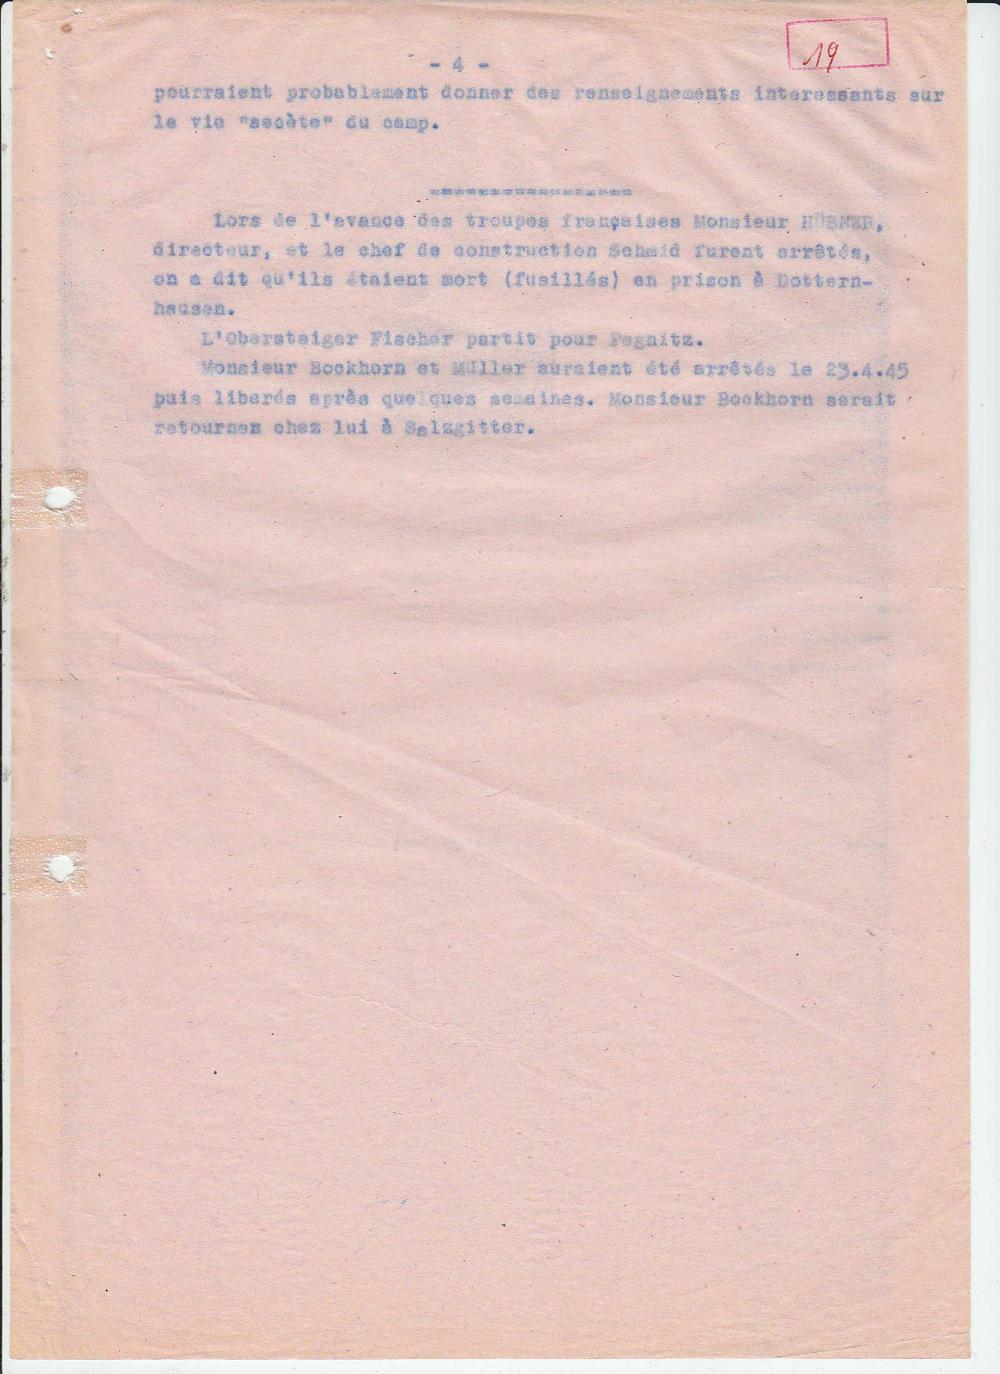 19
- 4 -
pourraient probablement donner des renseignements interessants sur
le vie "secète" du camp.
================
Lors de l'avance des troupes françaises Monsieur HÜBNER,
directeur, et le chef de construction Schmid furent arrêtés,
on a dit qu'ils étaient mort (fusillés) en prison à Dottern-
hausen.
L'Obersteiger Fischer partit pour Pegnitz.
Monsieur Bockhorn et Müller auraient été arrêtés le 23.4.45
puis liberés après quelques semaines. Monsieur Bockhorn serait
retournez chez lui à Salzgitter.